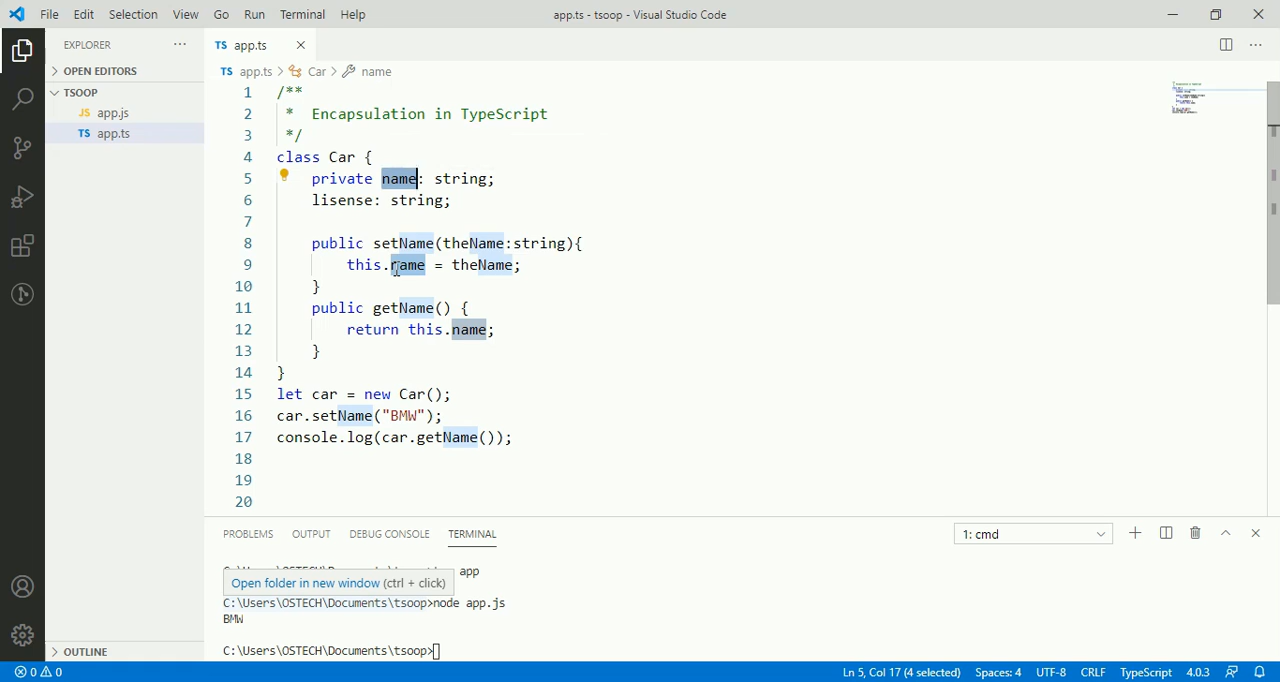 File Edit Selection View Go Run Terminal Help app.ts - tsoop - Visual Studio Code
EXPLORER ··· TS app.ts ×
OPEN EDITORS TS app.ts > Car > name
TSOOP
JS app.js
TS app.ts
1 /**
2 * Encapsulation in TypeScript
3 */
4 class Car {
5 private name: string;
6 lisense: string;
7
8 public setName(theName:string){
9 this.name = theName;
10 }
11 public getName() {
12 return this.name;
13 }
14 }
15 let car = new Car();
16 car.setName("BMW");
17 console.log(car.getName());
18
19
20
PROBLEMS OUTPUT DEBUG CONSOLE TERMINAL 1: cmd
app
Open folder in new window (ctrl + click)
C:\Users\OSTECH\Documents\tsoop>node app.js
BMW
C:\Users\OSTECH\Documents\tsoop>
OUTLINE
0 0 Ln 5, Col 17 (4 selected) Spaces: 4 UTF-8 CRLF TypeScript 4.0.3